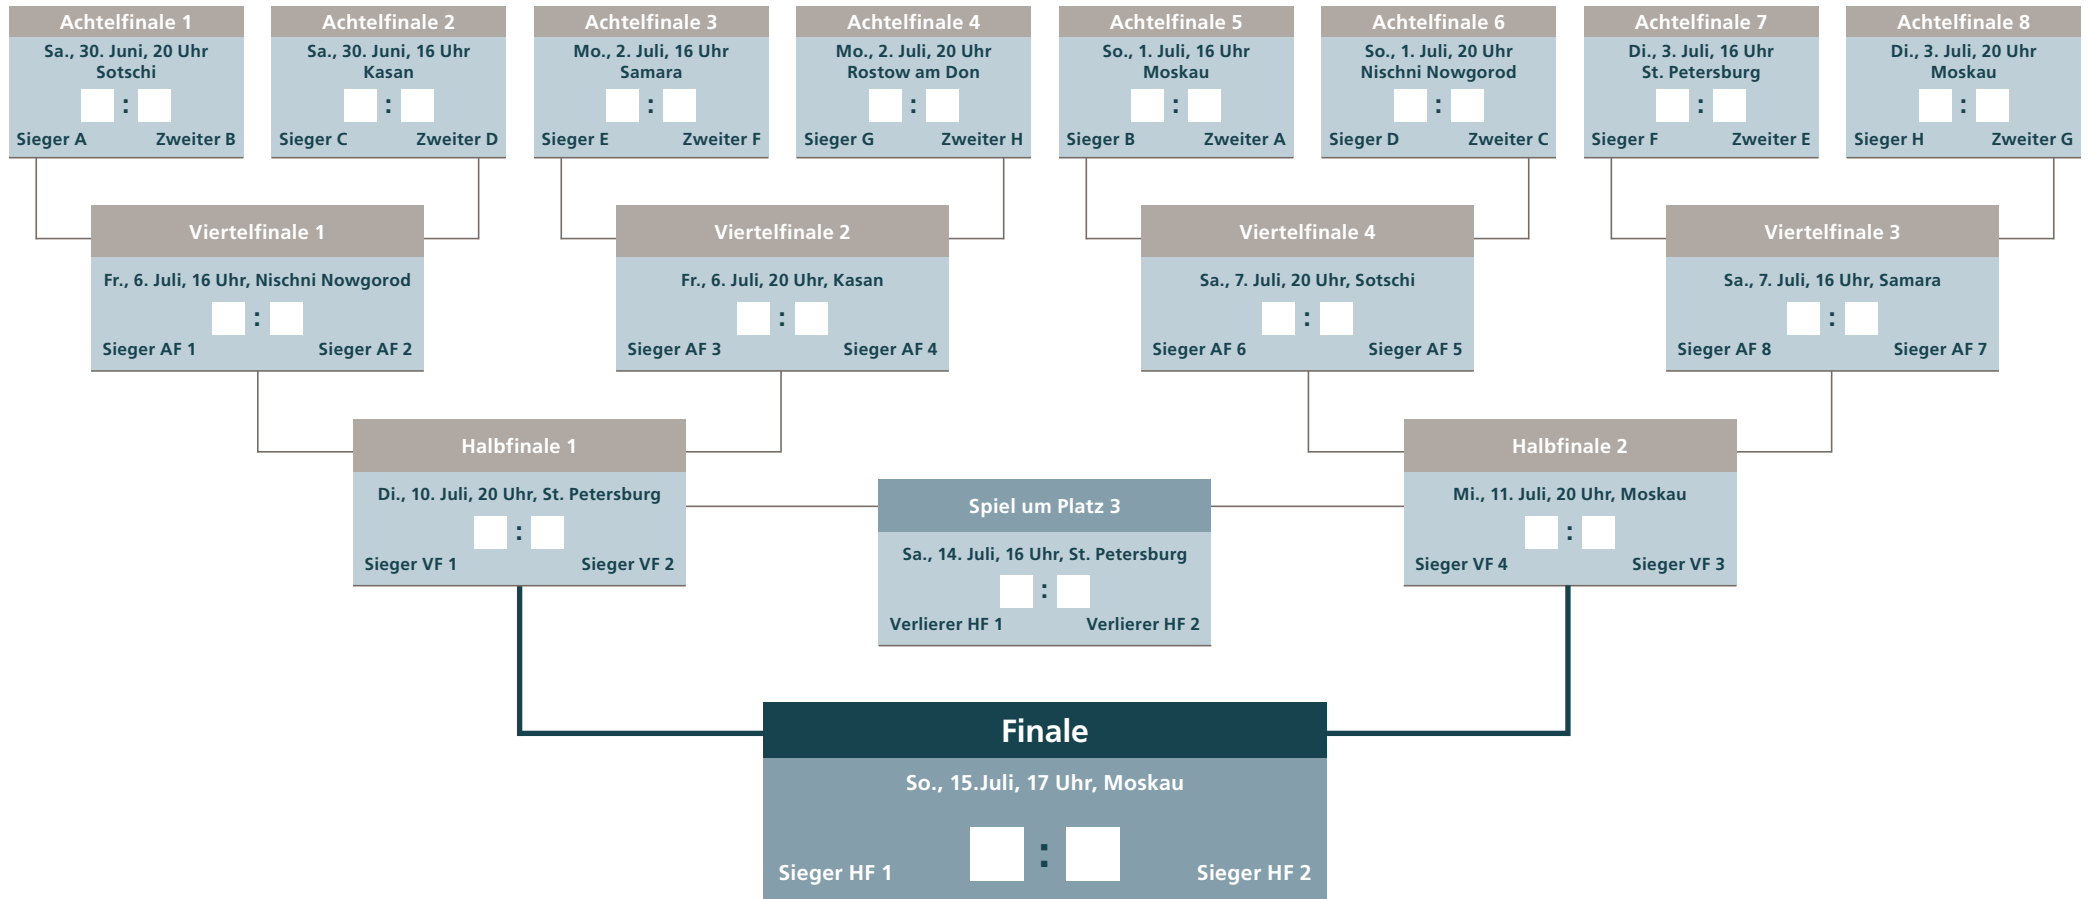 Achtelfinale 1
Sa., 30. Juni, 20 Uhr
Sotschi
:
Sieger A Zweiter B
Achtelfinale 2
Sa., 30. Juni, 16 Uhr
Kasan
:
Sieger C Zweiter D
Achtelfinale 3
Mo., 2. Juli, 16 Uhr
Samara
:
Sieger E Zweiter F
Achtelfinale 4
Mo., 2. Juli, 20 Uhr
Rostow am Don
:
Sieger G Zweiter H
Achtelfinale 5
So., 1. Juli, 16 Uhr
Moskau
:
Sieger B Zweiter A
Achtelfinale 6
So., 1. Juli, 20 Uhr
Nischni Nowgorod
:
Sieger D Zweiter C
Achtelfinale 7
Di., 3. Juli, 16 Uhr
St. Petersburg
:
Sieger F Zweiter E
Achtelfinale 8
Di., 3. Juli, 20 Uhr
Moskau
:
Sieger H Zweiter G
Viertelfinale 1
Fr., 6. Juli, 16 Uhr, Nischni Nowgorod
:
Sieger AF 1 Sieger AF 2
Viertelfinale 2
Fr., 6. Juli, 20 Uhr, Kasan
:
Sieger AF 3 Sieger AF 4
Viertelfinale 4
Sa., 7. Juli, 20 Uhr, Sotschi
:
Sieger AF 6 Sieger AF 5
Viertelfinale 3
Sa., 7. Juli, 16 Uhr, Samara
:
Sieger AF 8 Sieger AF 7
Halbfinale 1
Di., 10. Juli, 20 Uhr, St. Petersburg
:
Sieger VF 1 Sieger VF 2
Halbfinale 2
Mi., 11. Juli, 20 Uhr, Moskau
:
Sieger VF 4 Sieger VF 3
Spiel um Platz 3
Sa., 14. Juli, 16 Uhr, St. Petersburg
:
Verlierer HF 1 Verlierer HF 2
Finale
So., 15.Juli, 17 Uhr, Moskau
:
Sieger HF 1 Sieger HF 2